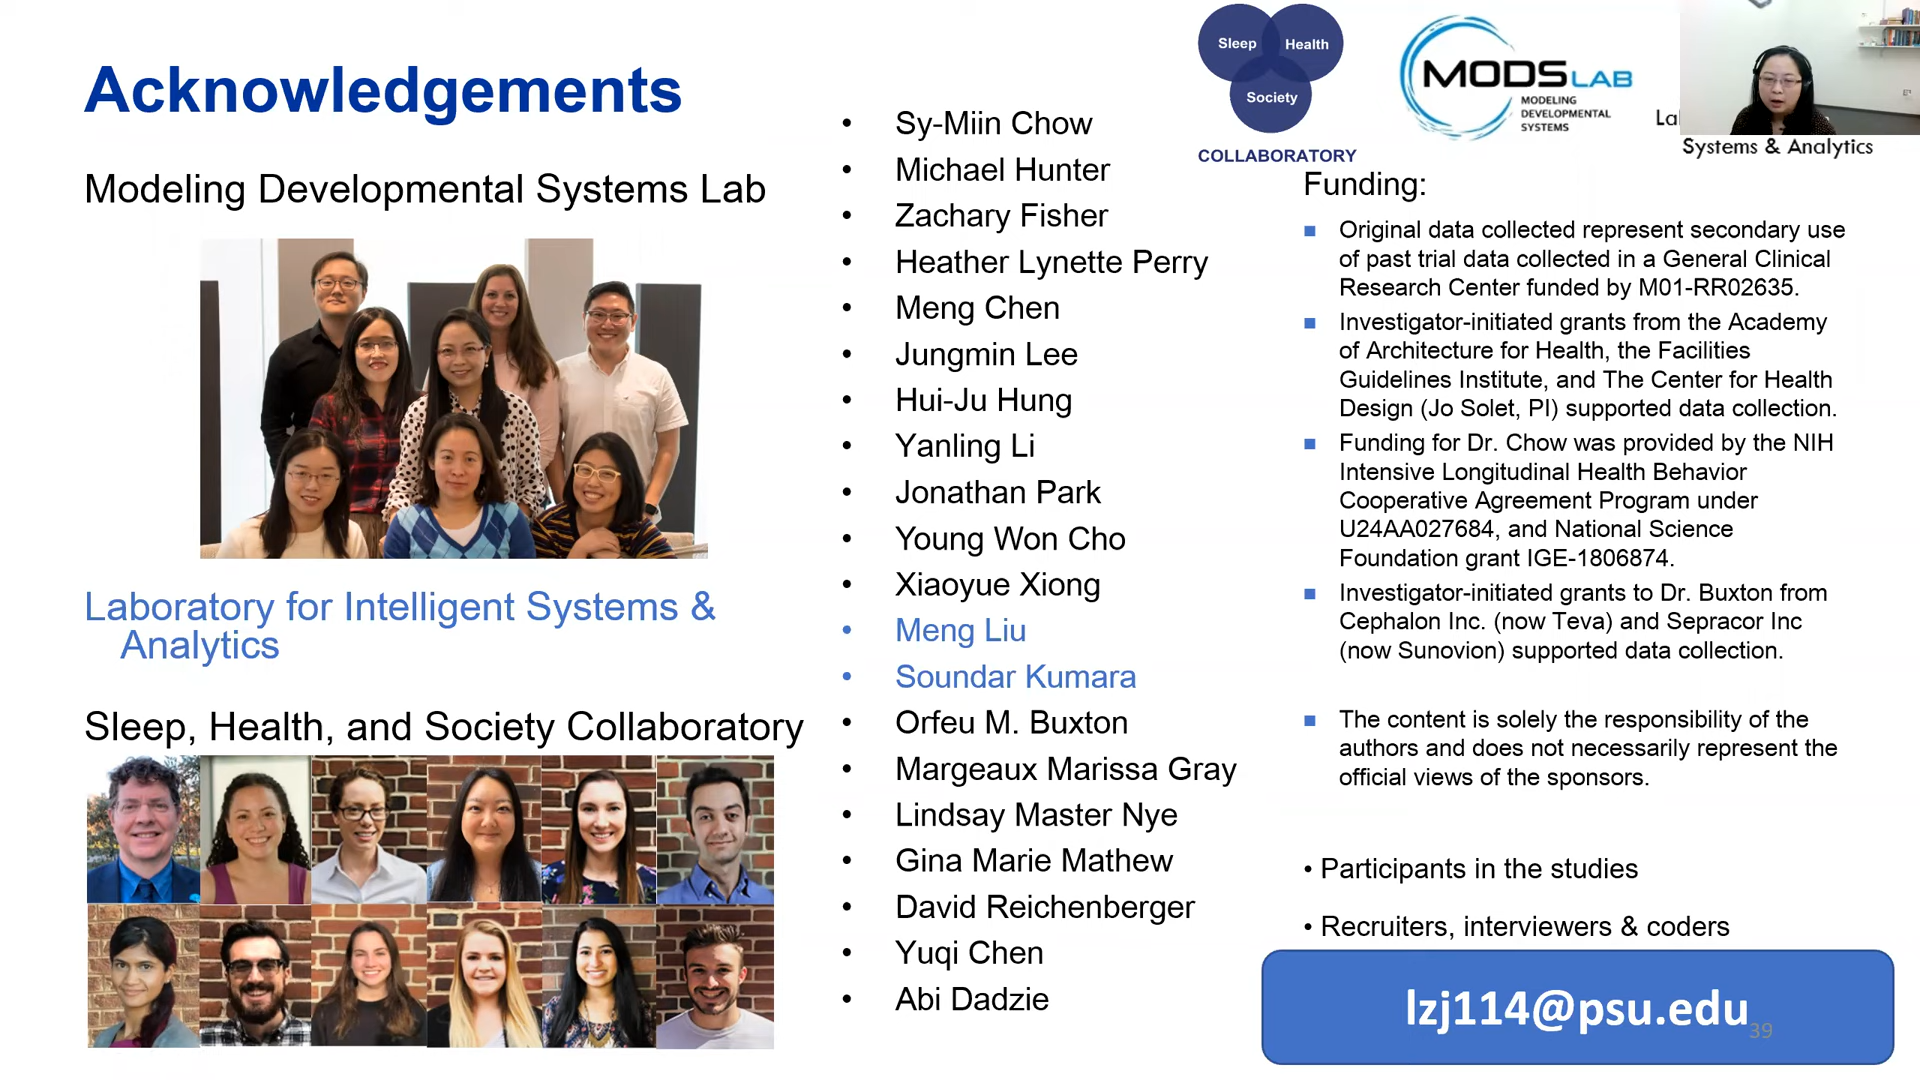 Acknowledgements
Modeling Developmental Systems Lab
Laboratory for Intelligent Systems &
Analytics
Sleep, Health, and Society Collaboratory
• Sy-Miin Chow
• Michael Hunter
• Zachary Fisher
• Heather Lynette Perry
• Meng Chen
• Jungmin Lee
• Hui-Ju Hung
• Yanling Li
• Jonathan Park
• Young Won Cho
• Xiaoyue Xiong
• Meng Liu
• Soundar Kumara
• Orfeu M. Buxton
• Margeaux Marissa Gray
• Lindsay Master Nye
• Gina Marie Mathew
• David Reichenberger
• Yuqi Chen
• Abi Dadzie
Sleep Health
Society
COLLABORATORY
MODS LAB
MODELING
DEVELOPMENTAL
SYSTEMS
La
Systems & Analytics
Funding:
■ Original data collected represent secondary use
of past trial data collected in a General Clinical
Research Center funded by M01-RR02635.
■ Investigator-initiated grants from the Academy
of Architecture for Health, the Facilities
Guidelines Institute, and The Center for Health
Design (Jo Solet, PI) supported data collection.
■ Funding for Dr. Chow was provided by the NIH
Intensive Longitudinal Health Behavior
Cooperative Agreement Program under
U24AA027684, and National Science
Foundation grant IGE-1806874.
■ Investigator-initiated grants to Dr. Buxton from
Cephalon Inc. (now Teva) and Sepracor Inc
(now Sunovion) supported data collection.
■ The content is solely the responsibility of the
authors and does not necessarily represent the
official views of the sponsors.
• Participants in the studies
• Recruiters, interviewers & coders
lzj114@psu.edu
39